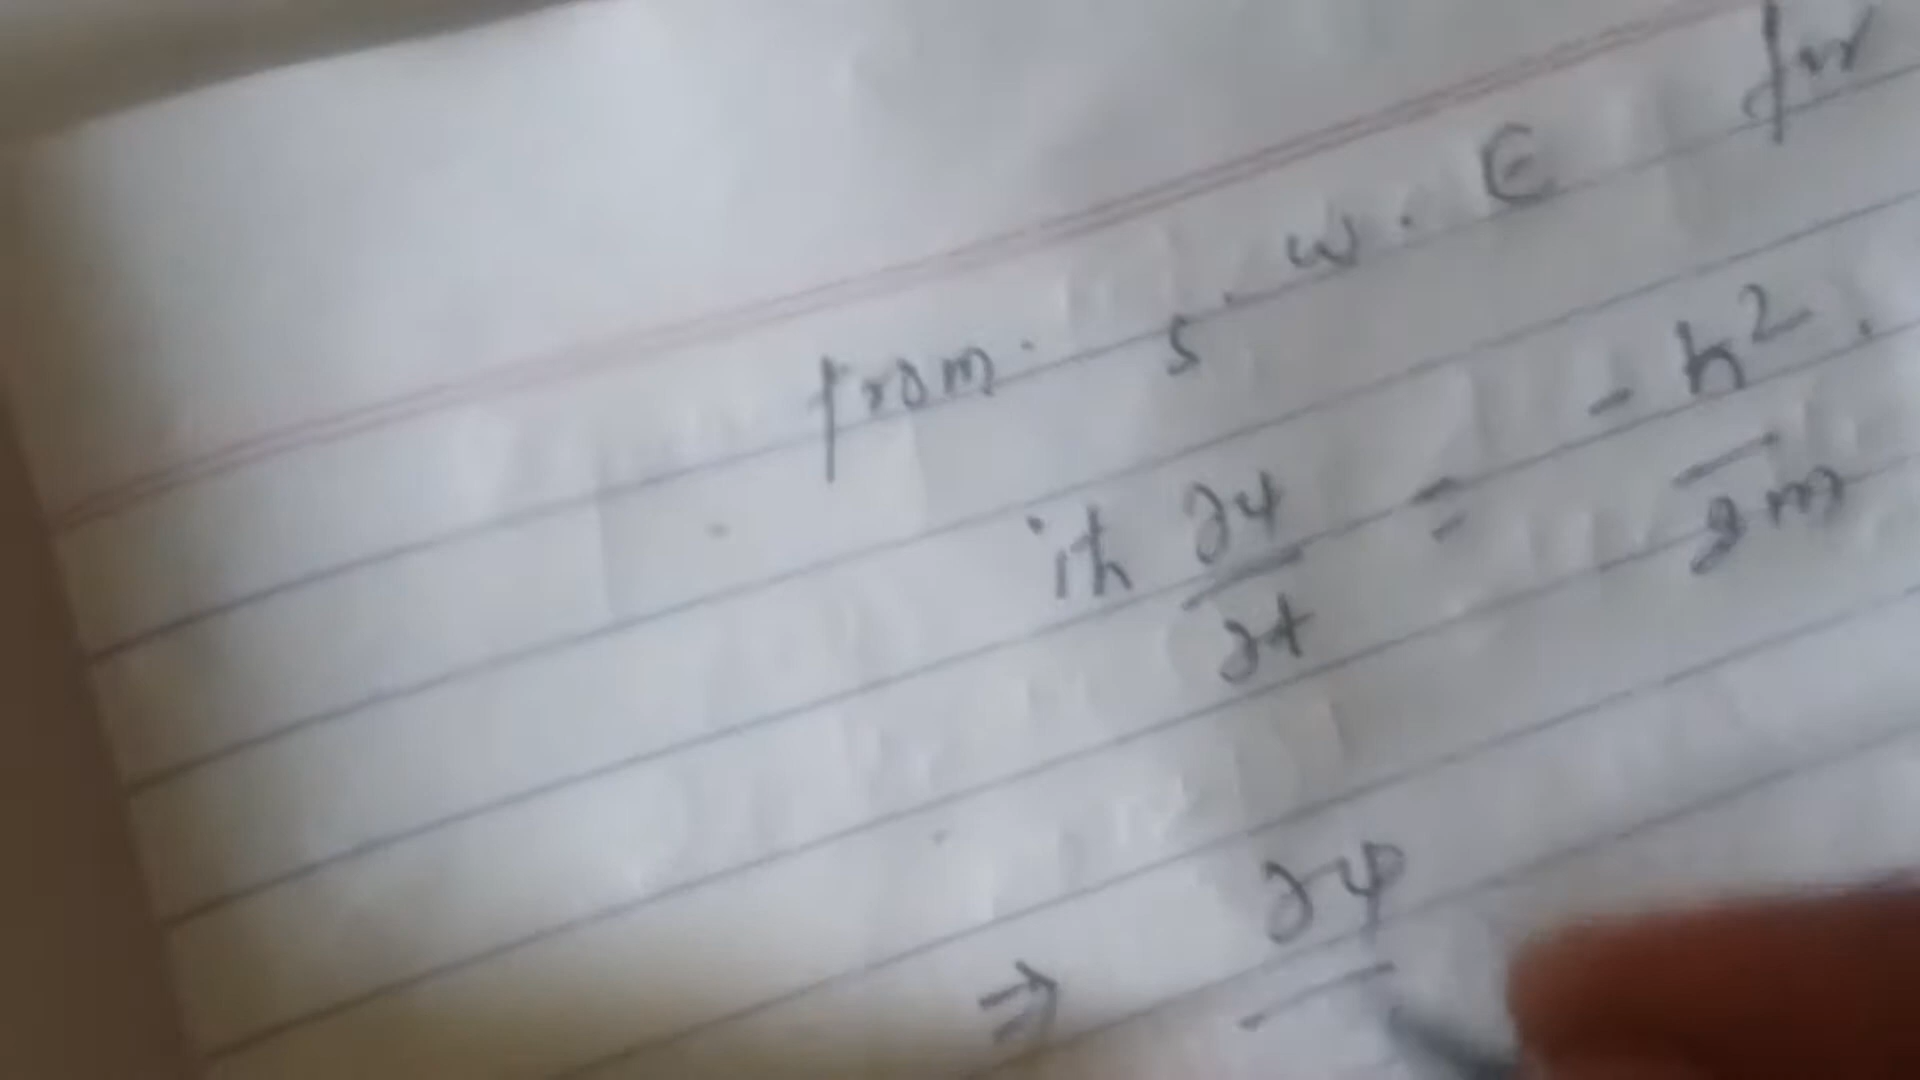 from. S. W. E for
iħ ∂ψ/∂t = - ħ²/2m
⇒ ∂ψ